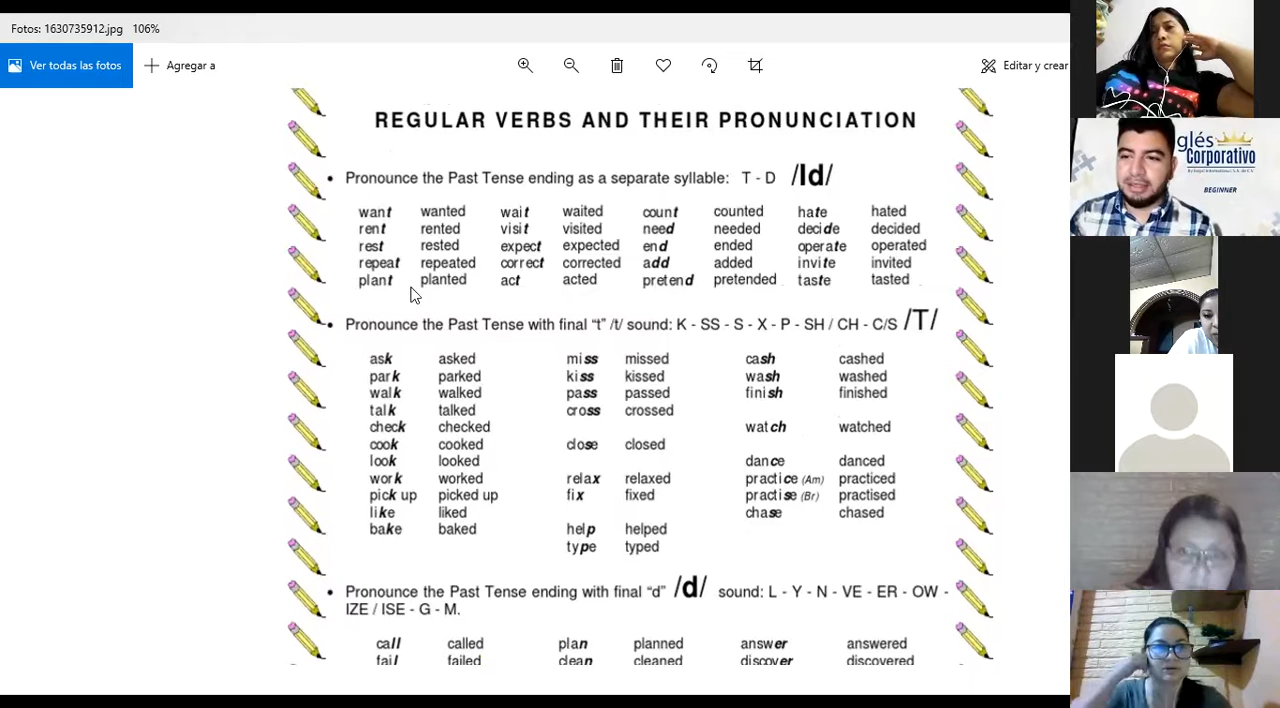 Fotos: 1630735912.jpg 106%
Ver todas las fotos Agregar a Editar y crear
REGULAR VERBS AND THEIR PRONUNCIATION
• Pronounce the Past Tense ending as a separate syllable: T - D /Id/
want wanted wait waited count counted hate hated
rent rented visit visited need needed decide decided
rest rested expect expected end ended operate operated
repeat repeated correct corrected add added invite invited
plant planted act acted pretend pretended taste tasted
• Pronounce the Past Tense with final “t” /t/ sound: K - SS - S - X - P - SH / CH - C/S /T/
ask asked miss missed cash cashed
park parked kiss kissed wash washed
walk walked pass passed finish finished
talk talked cross crossed
check checked watch watched
cook cooked close closed
look looked dance danced
work worked relax relaxed practice (Am) practiced
pick up picked up fix fixed practise (Br) practised
like liked chase chased
bake baked help helped
type typed
• Pronounce the Past Tense ending with final “d” /d/ sound: L - Y - N - VE - ER - OW -
IZE / ISE - G - M.
call called plan planned answer answered
fail failed clean cleaned discover discovered
glés
Corporativo
BEGINNER